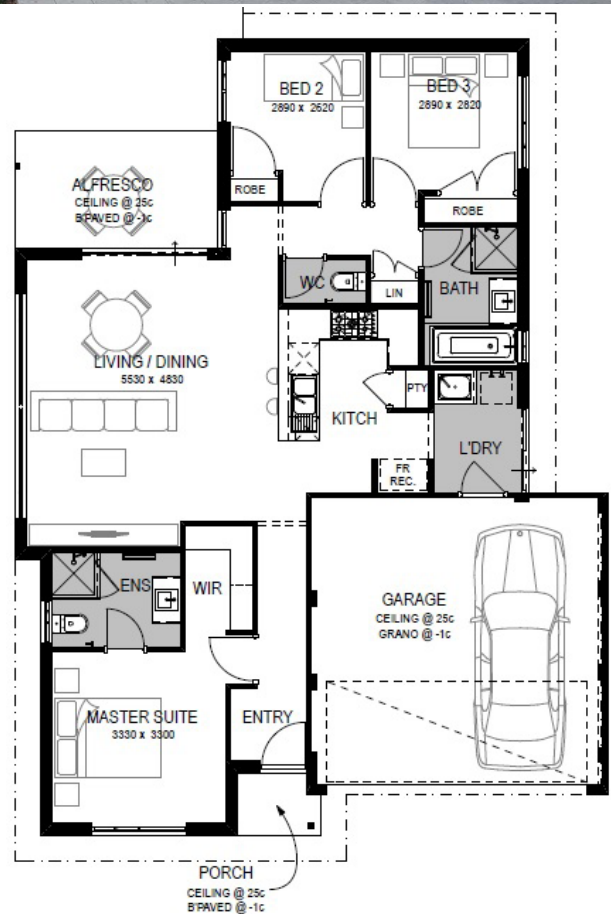 BED 2
2890 x 2620
BED 3
2890 x 2820
ALFRESCO
CEILING @ 25c
B'PAVED @ -1c
ROBE
ROBE
WC
LIN
BATH
LIVING / DINING
5530 x 4830
KITCH
PTY
L'DRY
FR
REC.
ENS
WIR
GARAGE
CEILING @ 25c
GRANO @ -1c
MASTER SUITE
3330 x 3300
ENTRY
PORCH
CEILING @ 25c
B'PAVED @ -1c